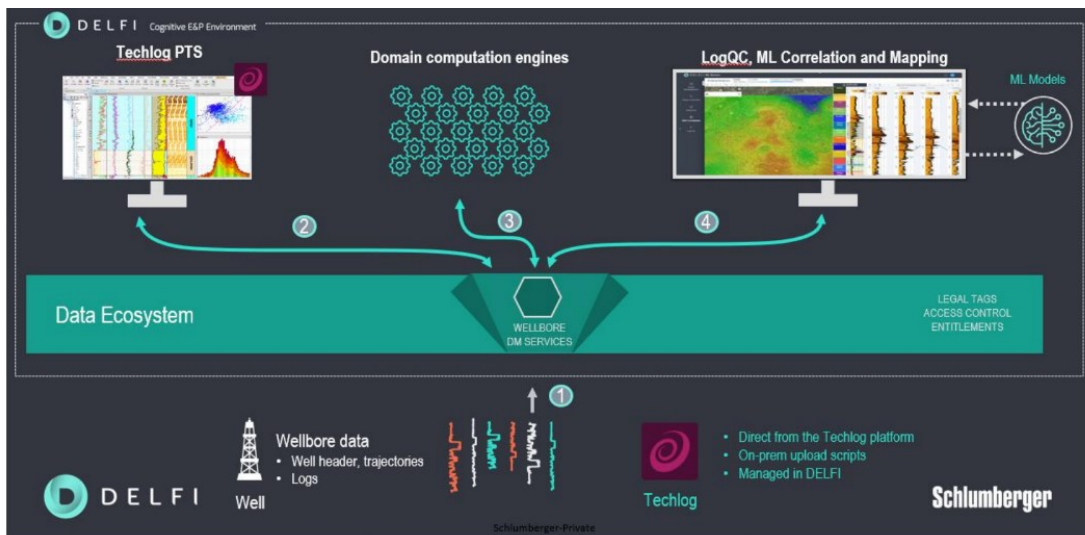 DELFI Cognitive E&P Environment
Techlog PTS
Domain computation engines
LogQC, ML Correlation and Mapping
ML Models
2
3
4
Data Ecosystem
WELLBORE
DM SERVICES
LEGAL TAGS
ACCESS CONTROL
ENTITLEMENTS
1
Wellbore data
• Well header, trajectories
• Logs
Well
Techlog
• Direct from the Techlog platform
• On-prem upload scripts
• Managed in DELFI
DELFI
Schlumberger
Schlumberger-Private